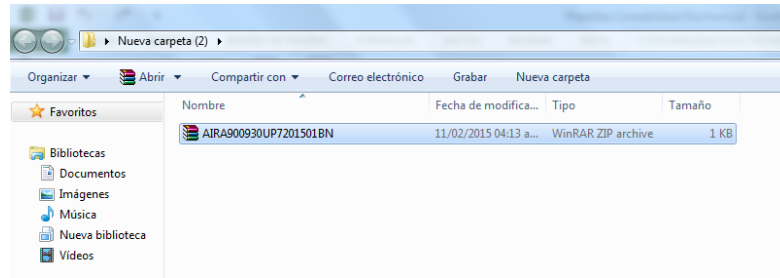 Nueva carpeta (2)
Organizar Abrir Compartir con Correo electrónico Grabar Nueva carpeta
Favoritos
Bibliotecas
Documentos
Imágenes
Música
Nueva biblioteca
Vídeos
Nombre Fecha de modifica... Tipo Tamaño
AIRA900930UP7201501BN 11/02/2015 04:13 a... WinRAR ZIP archive 1 KB